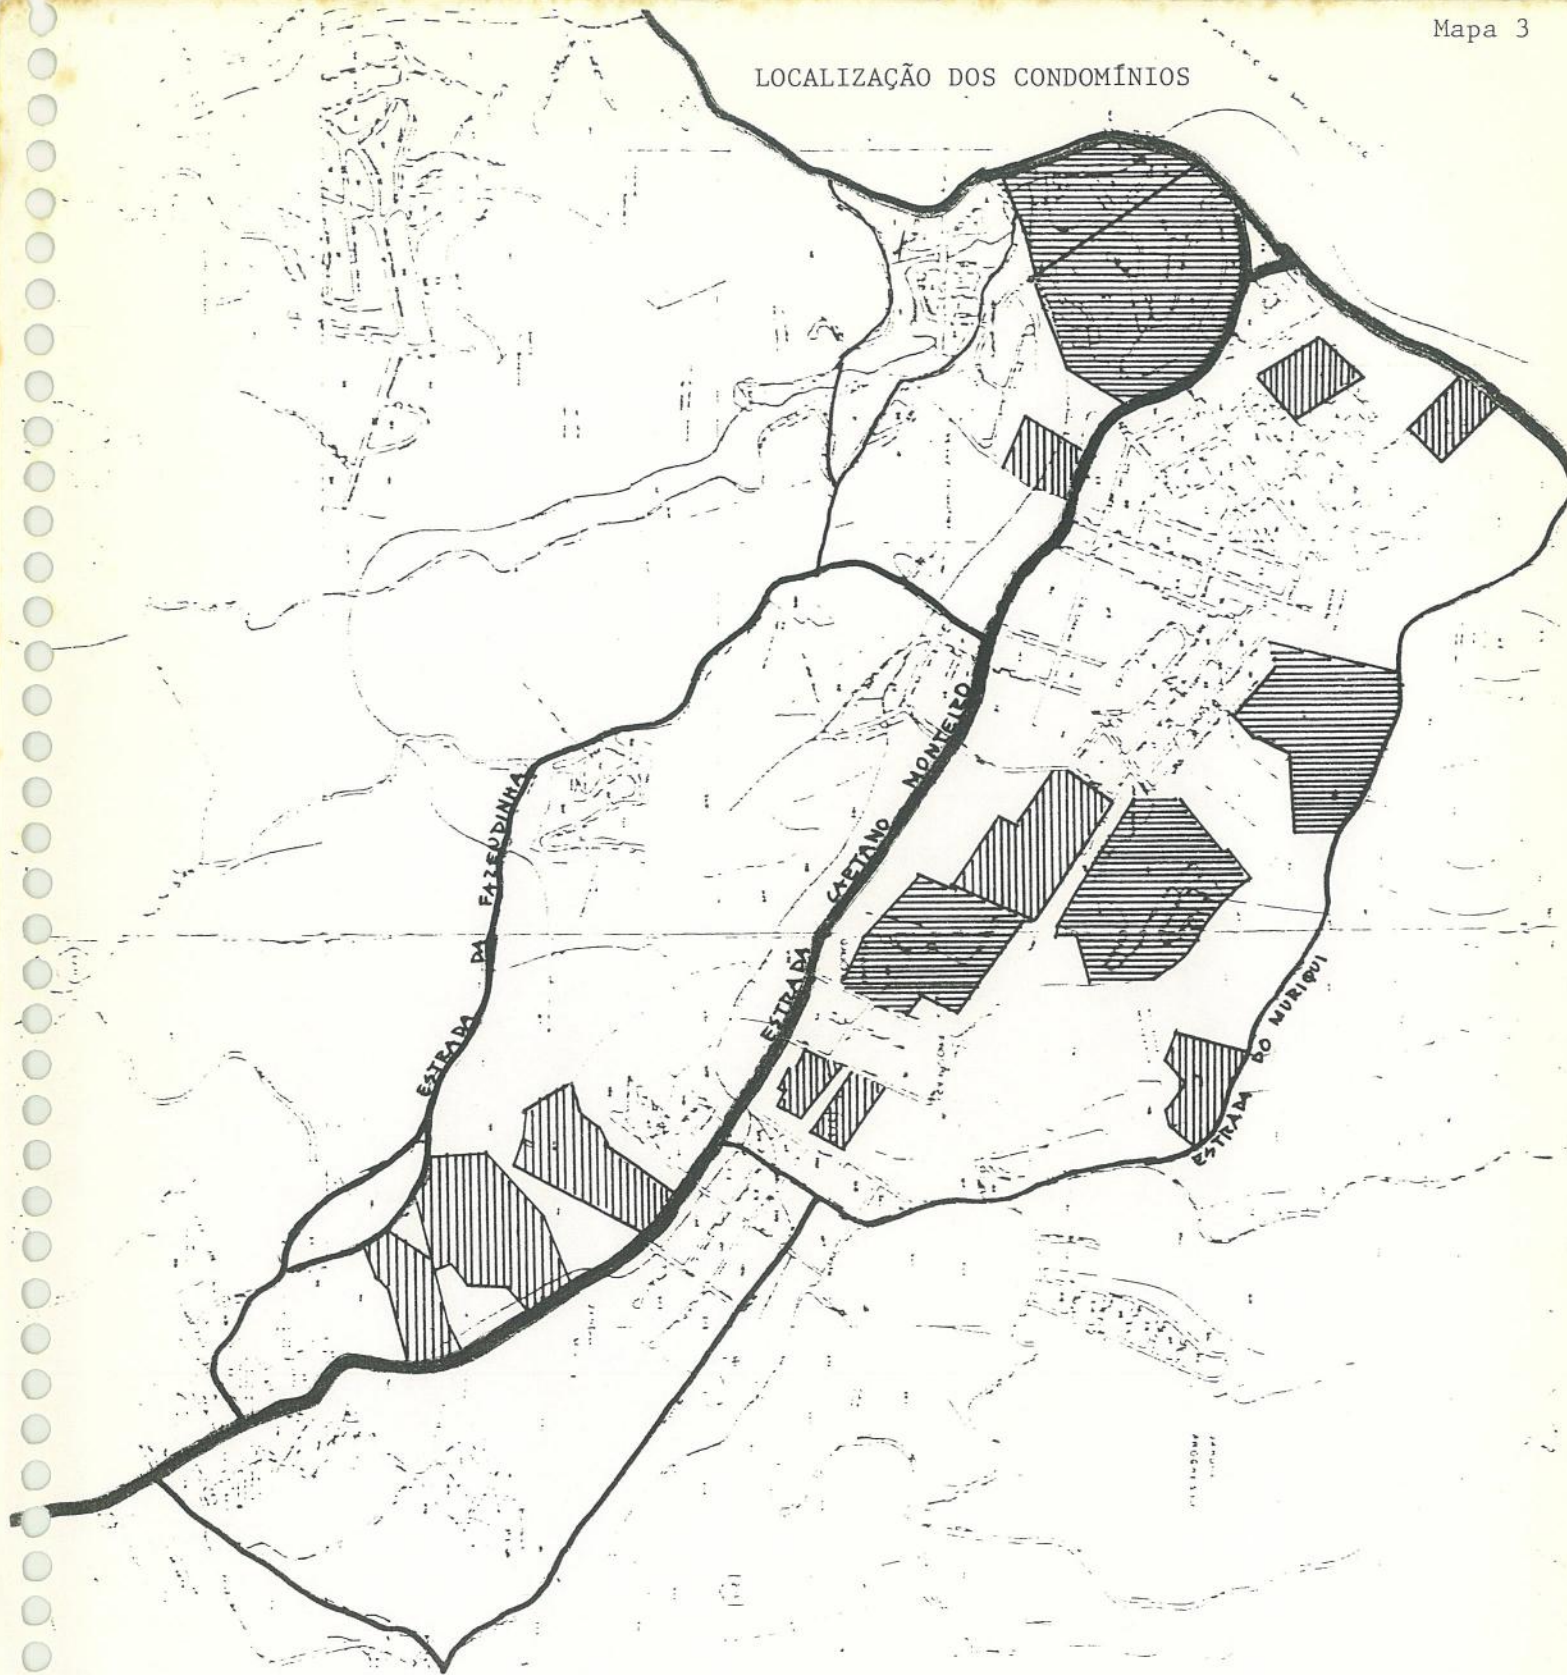 Mapa 3
LOCALIZAÇÃO DOS CONDOMÍNIOS
ESTRADA DA FAZENDINHA
ESTRADA CAETANO MONTEIRO
ESTRADA DO MURIQUI